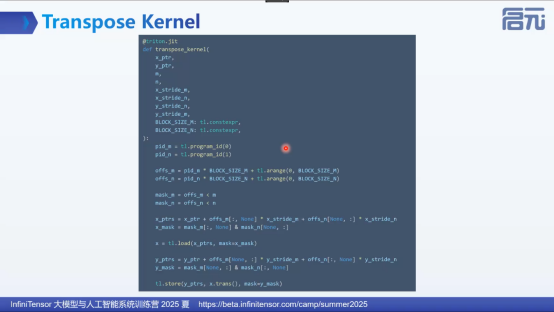 Transpose Kernel
启元
@triton.jit
def transpose_kernel(
x_ptr,
y_ptr,
m,
n,
x_stride_m,
x_stride_n,
y_stride_n,
y_stride_m,
BLOCK_SIZE_M: tl.constexpr,
BLOCK_SIZE_N: tl.constexpr,
):
pid_m = tl.program_id(0)
pid_n = tl.program_id(1)
offs_m = pid_m * BLOCK_SIZE_M + tl.arange(0, BLOCK_SIZE_M)
offs_n = pid_n * BLOCK_SIZE_N + tl.arange(0, BLOCK_SIZE_N)
mask_m = offs_m < m
mask_n = offs_n < n
x_ptrs = x_ptr + offs_m[:, None] * x_stride_m + offs_n[None, :] * x_stride_n
x_mask = mask_m[:, None] & mask_n[None, :]
x = tl.load(x_ptrs, mask=x_mask)
y_ptrs = y_ptr + offs_m[None, :] * y_stride_m + offs_n[:, None] * y_stride_n
y_mask = mask_m[None, :] & mask_n[:, None]
tl.store(y_ptrs, x.trans(), mask=y_mask)
InfiniTensor 大模型与人工智能系统训练营 2025 夏 https://beta.infinitensor.com/camp/summer2025